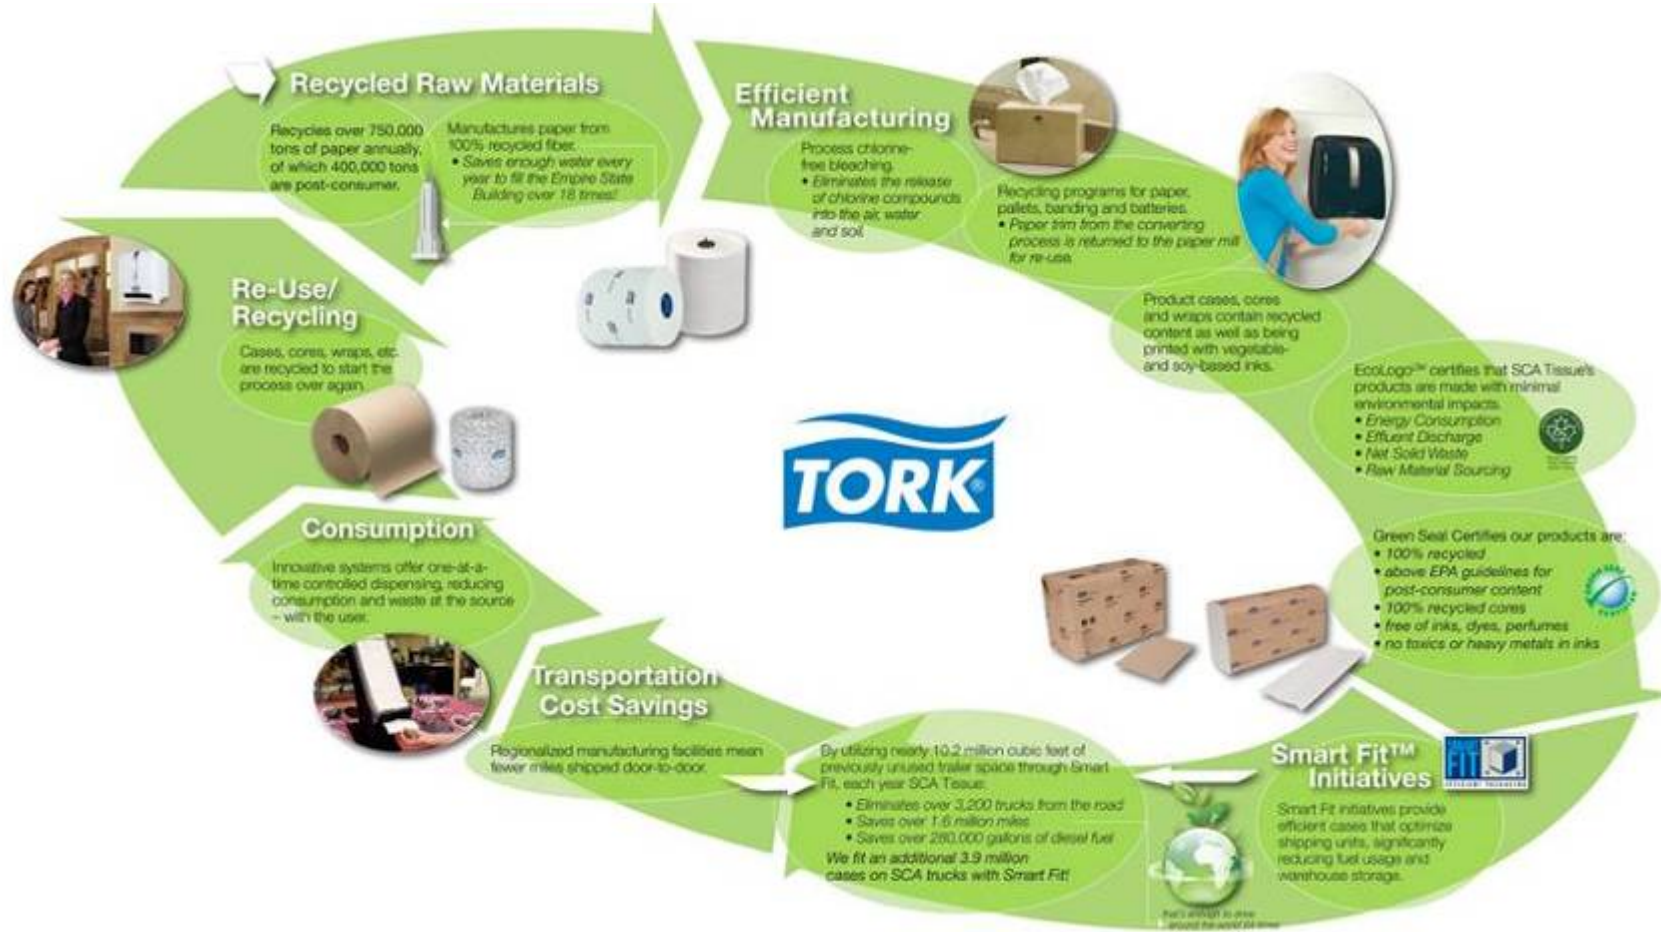 Recycled Raw Materials
Recycles over 750,000
tons of paper annually,
of which 400,000 tons
are post-consumer.
Manufactures paper from
100% recycled fiber.
• Saves enough water every
year to fill the Empire State
Building over 18 times!
Efficient
Manufacturing
Process chlorine-
free bleaching.
• Eliminates the release
of chlorine compounds
into the air, water
and soil.
Recycling programs for paper,
pallets, banding and batteries.
• Paper trim from the converting
process is returned to the paper mill
for re-use.
Product cases, cores
and wraps contain recycled
content as well as being
printed with vegetable-
and soy-based inks.
EcoLogo℠ certifies that SCA Tissue's
products are made with minimal
environmental impacts.
• Energy Consumption
• Effluent Discharge
• Net Solid Waste
• Raw Material Sourcing
Green Seal Certifies our products are:
• 100% recycled
• above EPA guidelines for
post-consumer content
• 100% recycled cores
• free of inks, dyes, perfumes
• no toxics or heavy metals in inks
Smart Fit™
Initiatives
FIT
Smart Fit initiatives provide
efficient cases that optimize
shipping units, significantly
reducing fuel usage and
warehouse storage.
By utilizing nearly 10.2 million cubic feet of
previously unused trailer space through Smart
Fit, each year SCA Tissue:
• Eliminates over 3,200 trucks from the road
• Saves over 1.6 million miles
• Saves over 280,000 gallons of diesel fuel
We fit an additional 3.9 million
cases on SCA trucks with Smart Fit!
that's enough to drive
around the world
Transportation
Cost Savings
Regionalized manufacturing facilities mean
fewer miles shipped door-to-door.
Consumption
Innovative systems offer one-at-a-
time controlled dispensing, reducing
consumption and waste at the source
– with the user.
Re-Use/
Recycling
Cases, cores, wraps, etc.
are recycled to start the
process over again.
TORK®